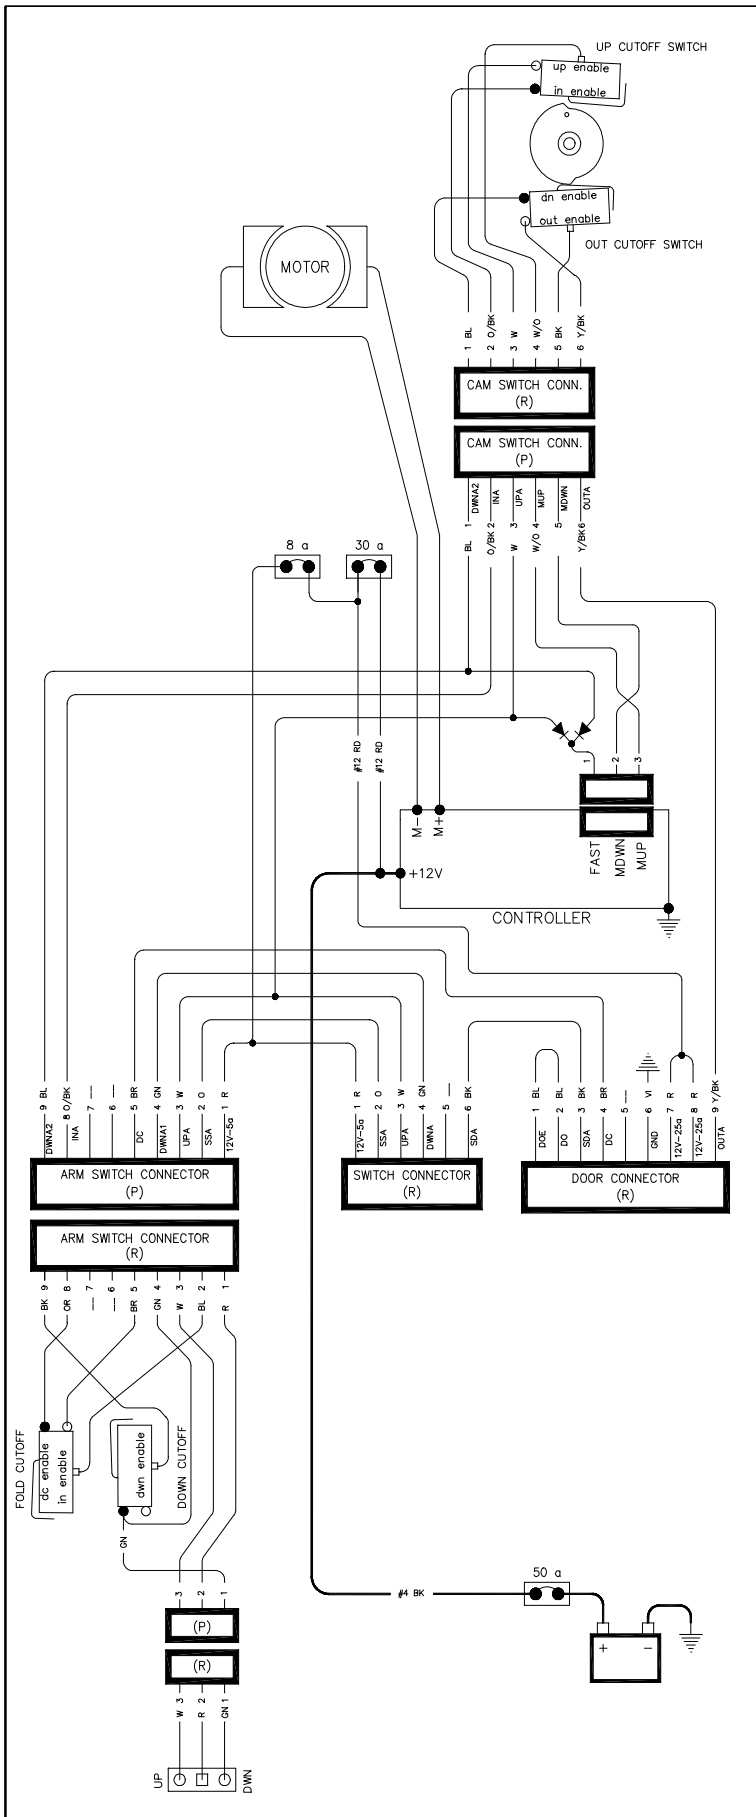 UP CUTOFF SWITCH
up enable
in enable
dn enable
out enable
OUT CUTOFF SWITCH
MOTOR
1 BL
2 O/BK
3 W
4 W/O
5 BK
6 Y/BK
CAM SWITCH CONN.
(R)
CAM SWITCH CONN.
(P)
DWNA2
INA
UPA
MUP
MDWN
OUTA
BL 1
O/BK 2
W 3
W/O 4
5
Y/BK6
8 a
30 a
#12 RD
#12 RD
1
2
3
M-
M+
FAST
MDWN
MUP
+12V
CONTROLLER
9 BL
8 O/BK
7 --
6 --
5 BR
4 GN
3 W
2 O
1 R
DWNA2
INA
DC
DWNA1
UPA
SSA
12V-5a
ARM SWITCH CONNECTOR
(P)
1 R
2 O
3 W
4 GN
5 --
6 BK
12V-5a
SSA
UPA
DWNA
SDA
SWITCH CONNECTOR
(R)
1 BL
2 BL
3 BK
4 BR
5 --
6 VI
7 R
8 R
9 Y/BK
DOE
DO
SDA
DC
GND
12V-25a
12V-25a
OUTA
DOOR CONNECTOR
(R)
ARM SWITCH CONNECTOR
(R)
BK 9
OR 8
-- 7
-- 6
BR 5
GN 4
W 3
BL 2
R 1
FOLD CUTOFF
dc enable
in enable
dwn enable
DOWN CUTOFF
GN
3
2
1
(P)
(R)
W 3
R 2
GN 1
UP
DWN
#4 BK
50 a
+
-